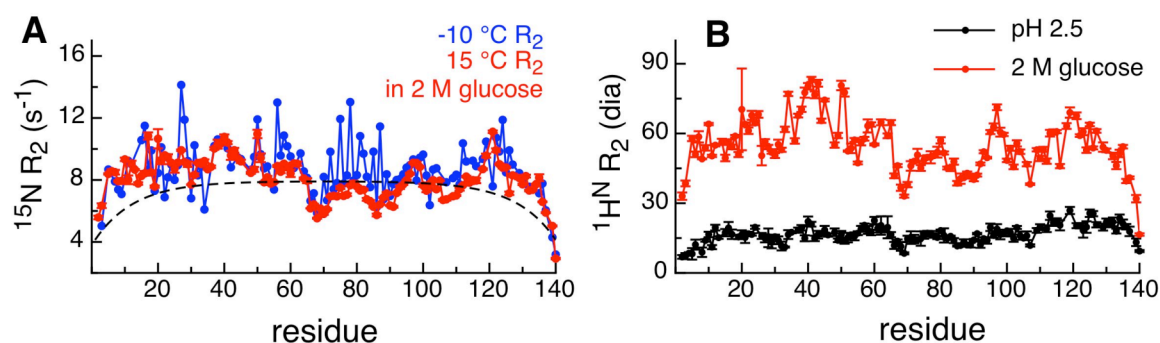 A
-10 °C R2
15 °C R2
in 2 M glucose
15N R2 (s-1)
16
12
8
4
20 40 60 80 100 120 140
residue
B
pH 2.5
2 M glucose
1HN R2 (dia)
90
60
30
0
20 40 60 80 100 120 140
residue